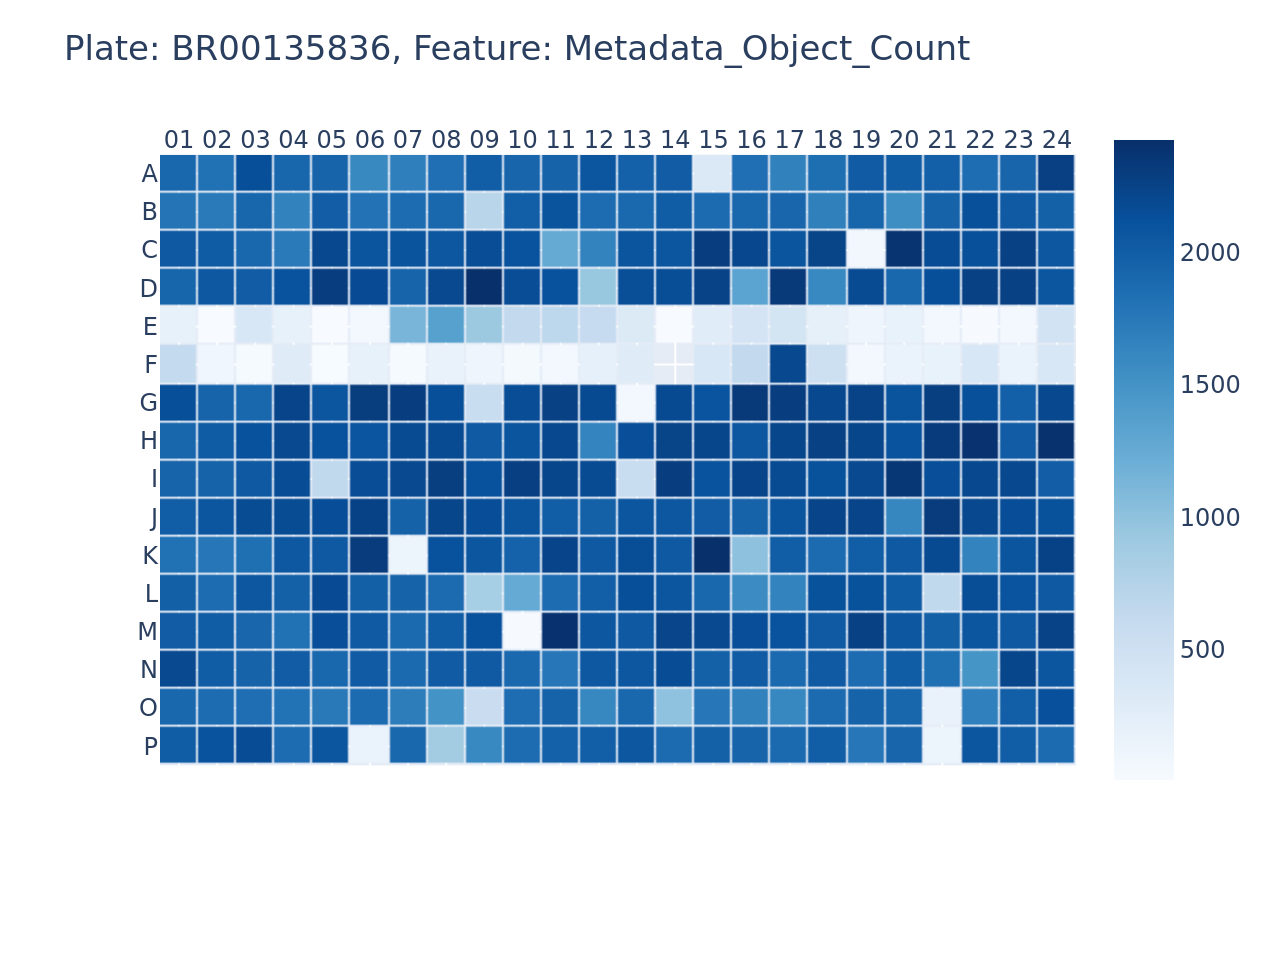 Plate: BR00135836, Feature: Metadata_Object_Count
01 02 03 04 05 06 07 08 09 10 11 12 13 14 15 16 17 18 19 20 21 22 23 24
A
B
C
D
E
F
G
H
I
J
K
L
M
N
O
P
2000
1500
1000
500